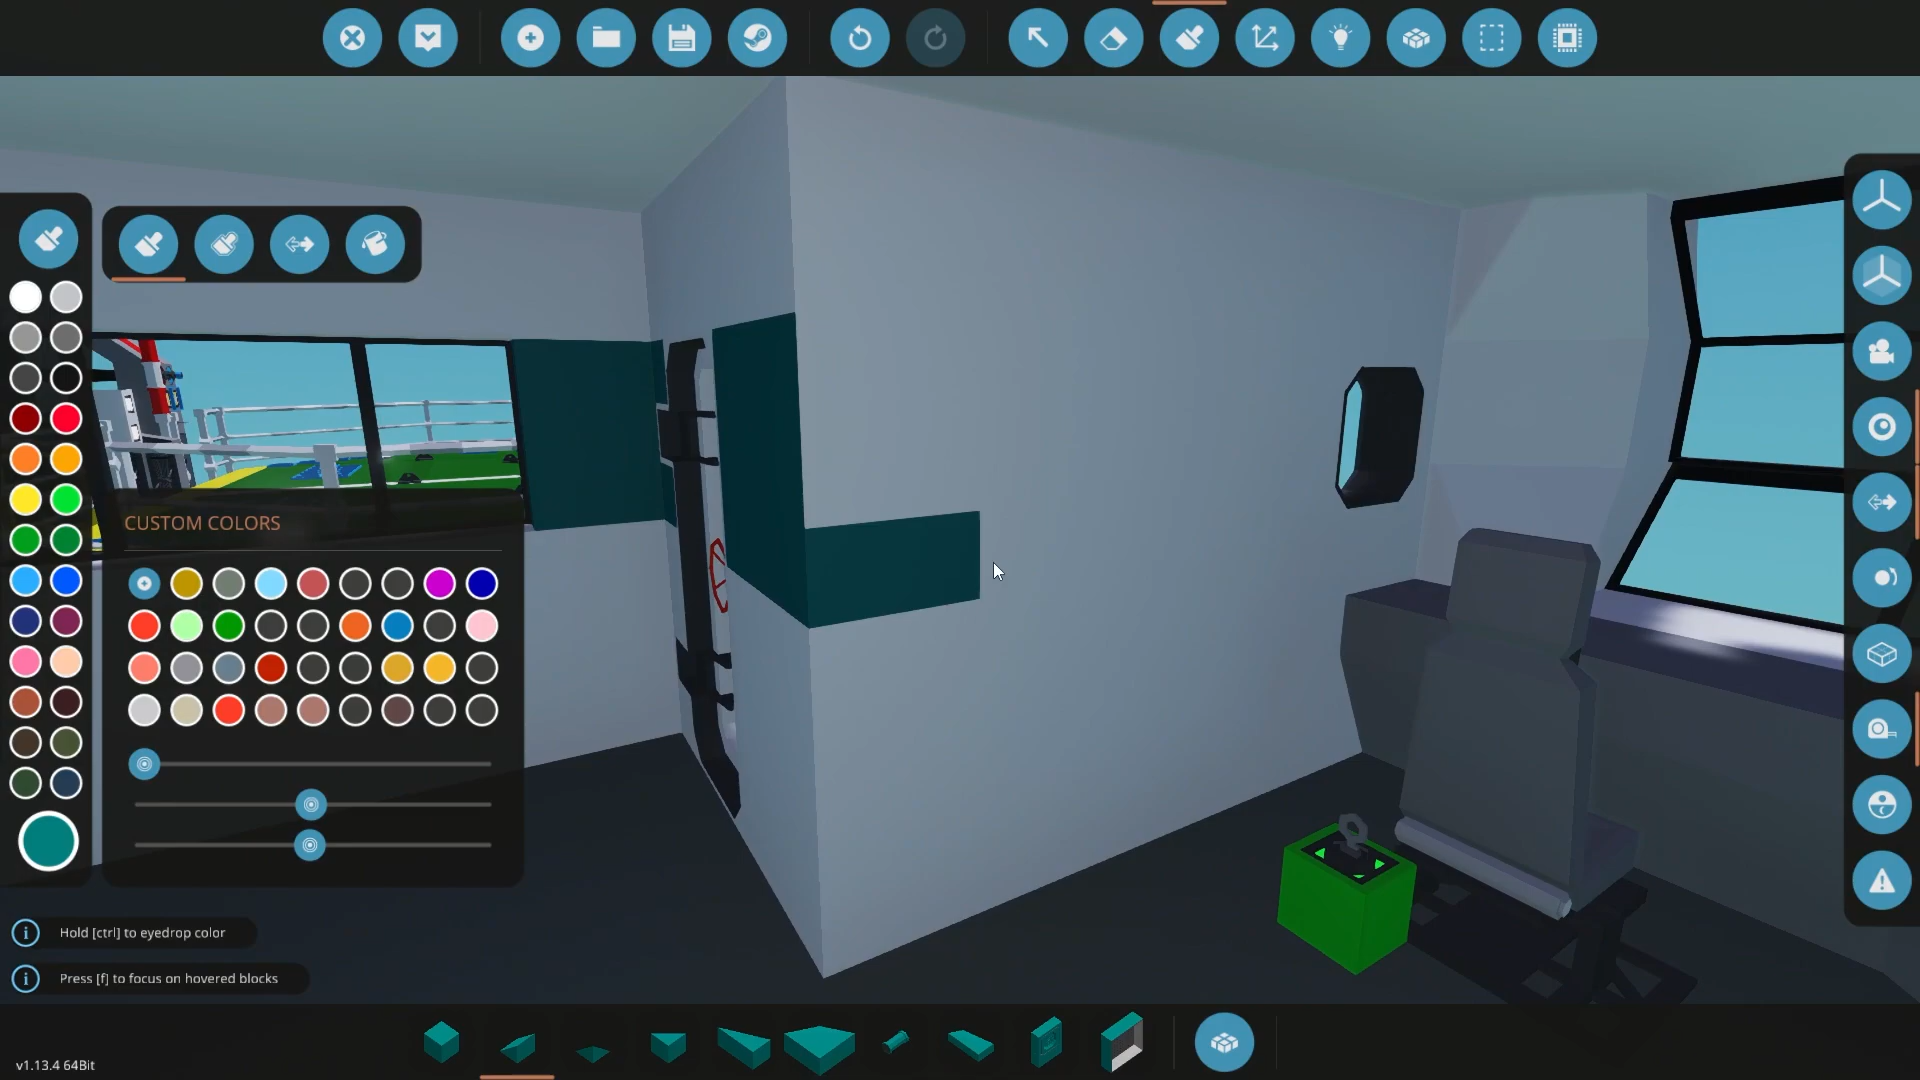 CUSTOM COLORS
Hold [ctrl] to eyedrop color
Press [f] to focus on hovered blocks
v1.13.4 64Bit